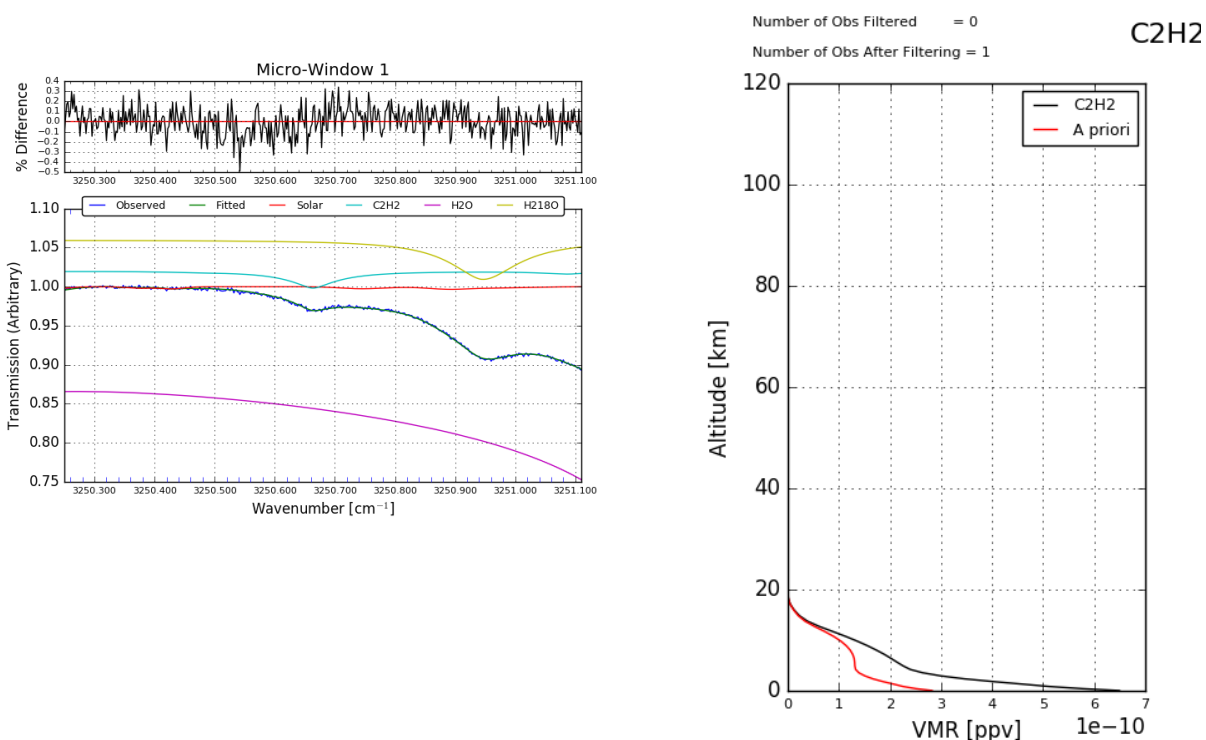 Micro-Window 1
% Difference
0.4
0.3
0.2
0.1
0.0
−0.1
−0.2
−0.3
−0.4
−0.5
3250.300 3250.400 3250.500 3250.600 3250.700 3250.800 3250.900 3251.000 3251.100
Observed Fitted Solar C2H2 H2O H218O
Transmission (Arbitrary)
1.10
1.05
1.00
0.95
0.90
0.85
0.80
0.75
3250.300 3250.400 3250.500 3250.600 3250.700 3250.800 3250.900 3251.000 3251.100
Wavenumber [cm⁻¹]
Number of Obs Filtered = 0
Number of Obs After Filtering = 1
C2H2
C2H2
A priori
Altitude [km]
120
100
80
60
40
20
0
0 1 2 3 4 5 6 7
VMR [ppv]
1e−10